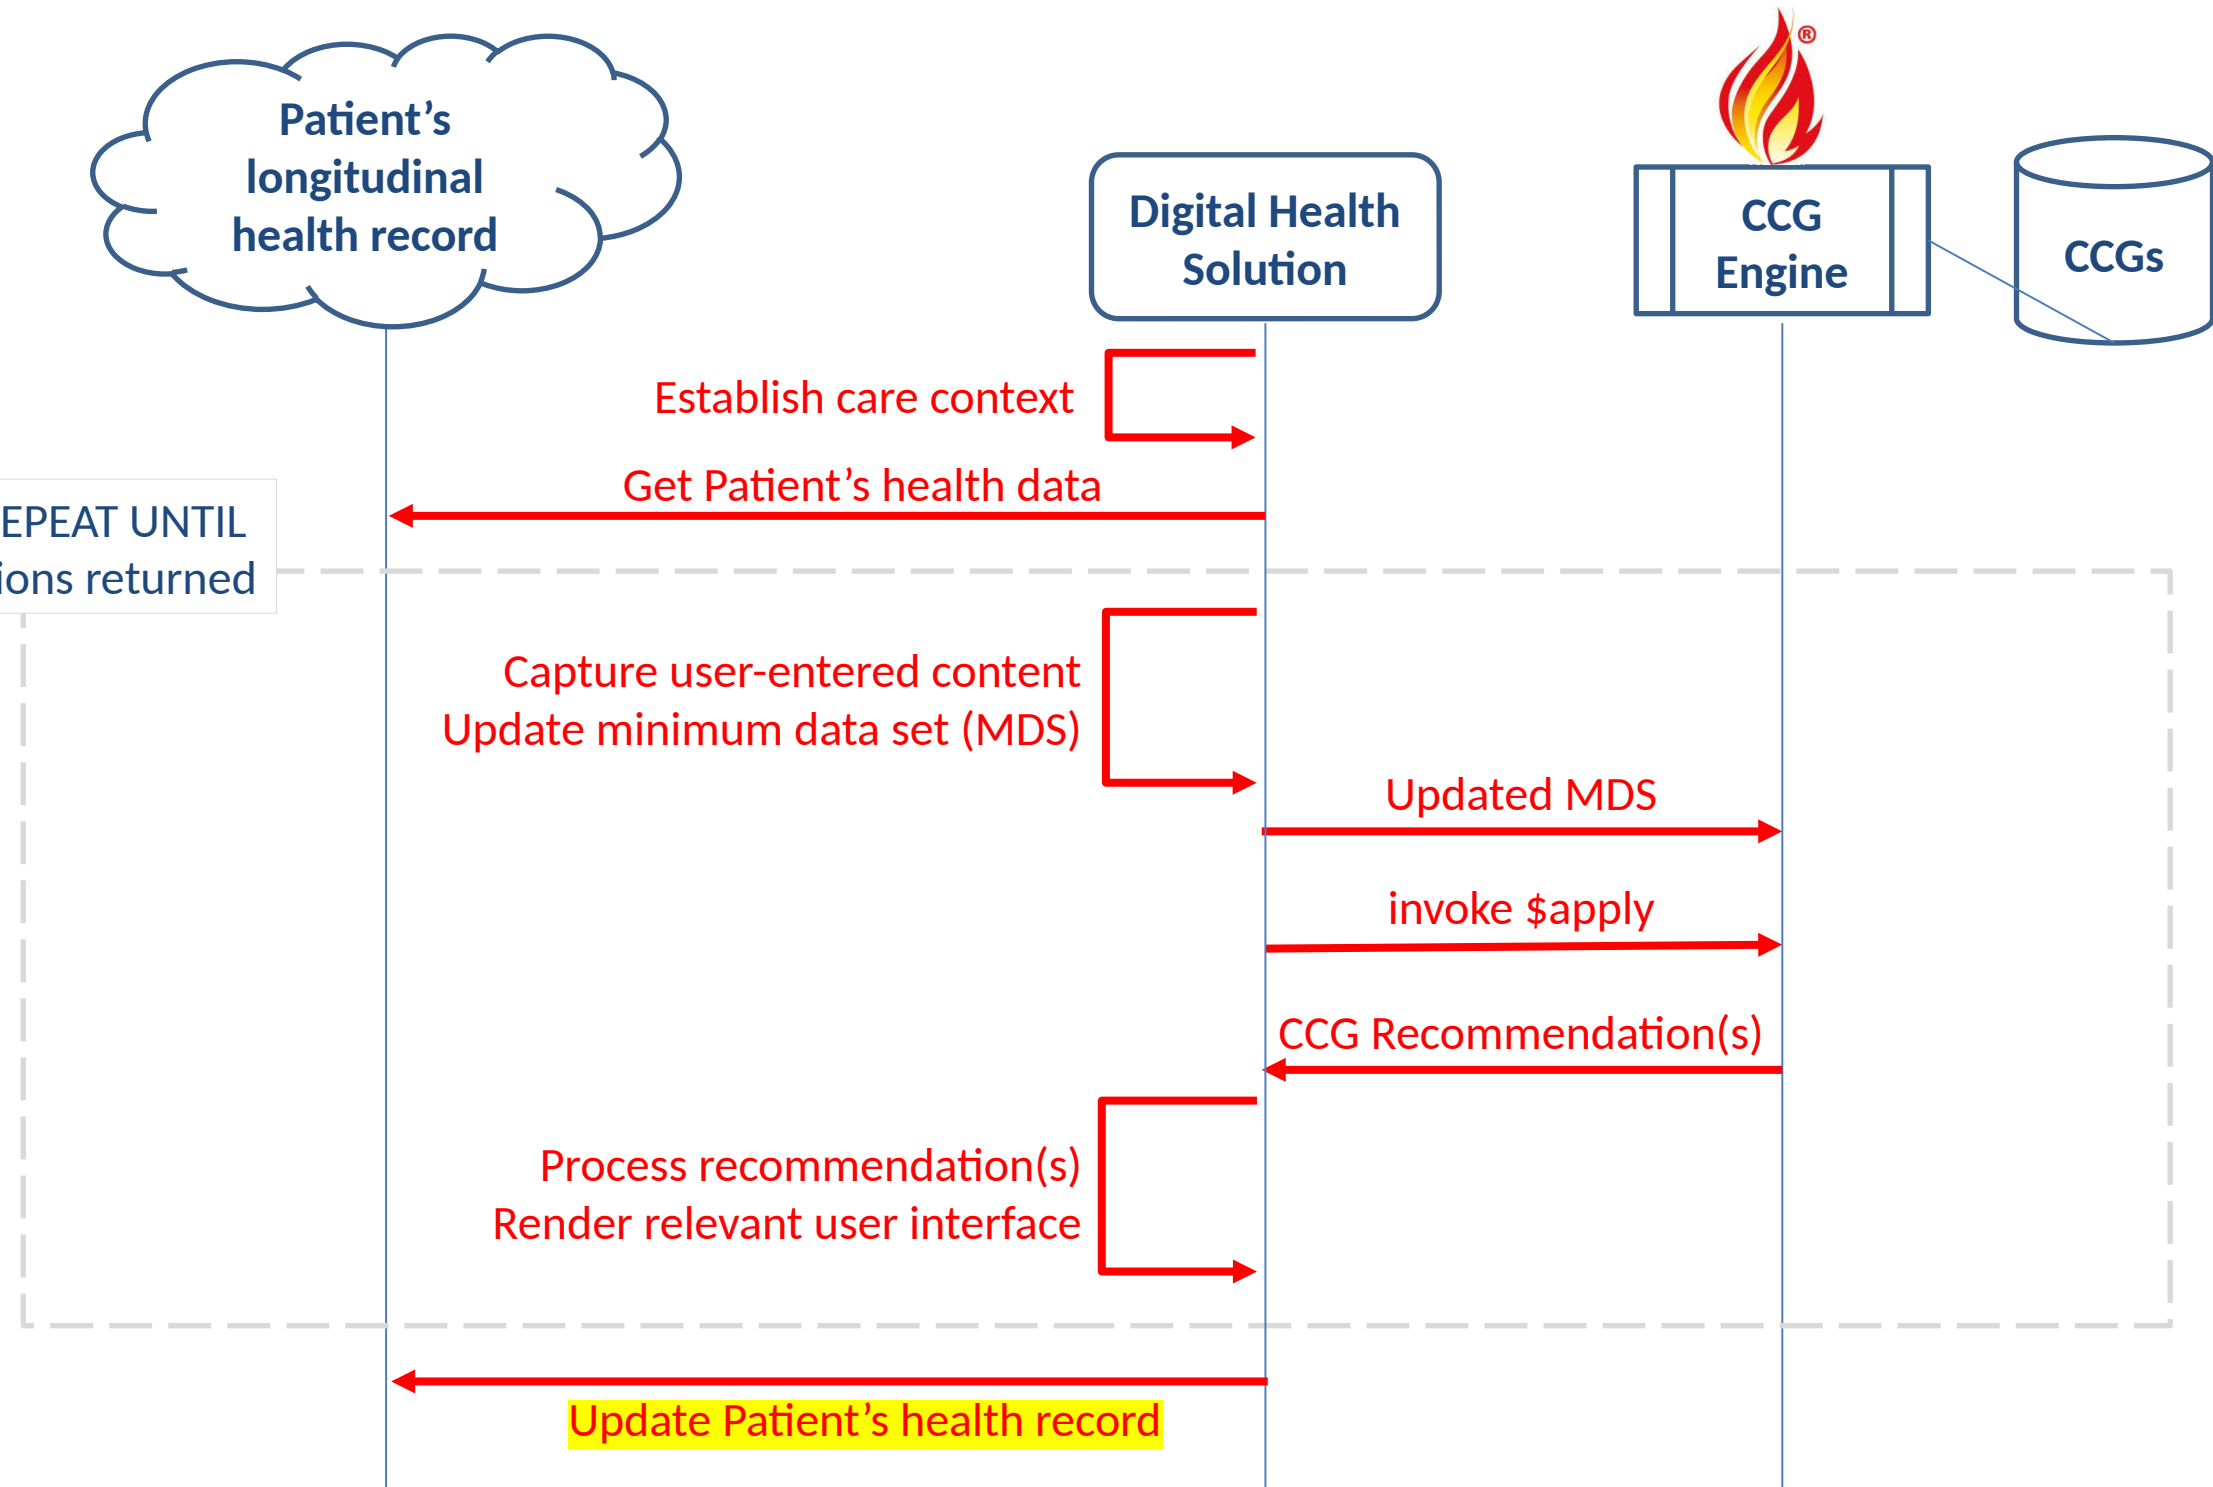 Patient’s
longitudinal
health record
Digital Health
Solution
®
CCG
Engine
CCGs
Establish care context
Get Patient’s health data
EPEAT UNTIL
ions returned
Capture user-entered content
Update minimum data set (MDS)
Updated MDS
invoke $apply
CCG Recommendation(s)
Process recommendation(s)
Render relevant user interface
Update Patient’s health record